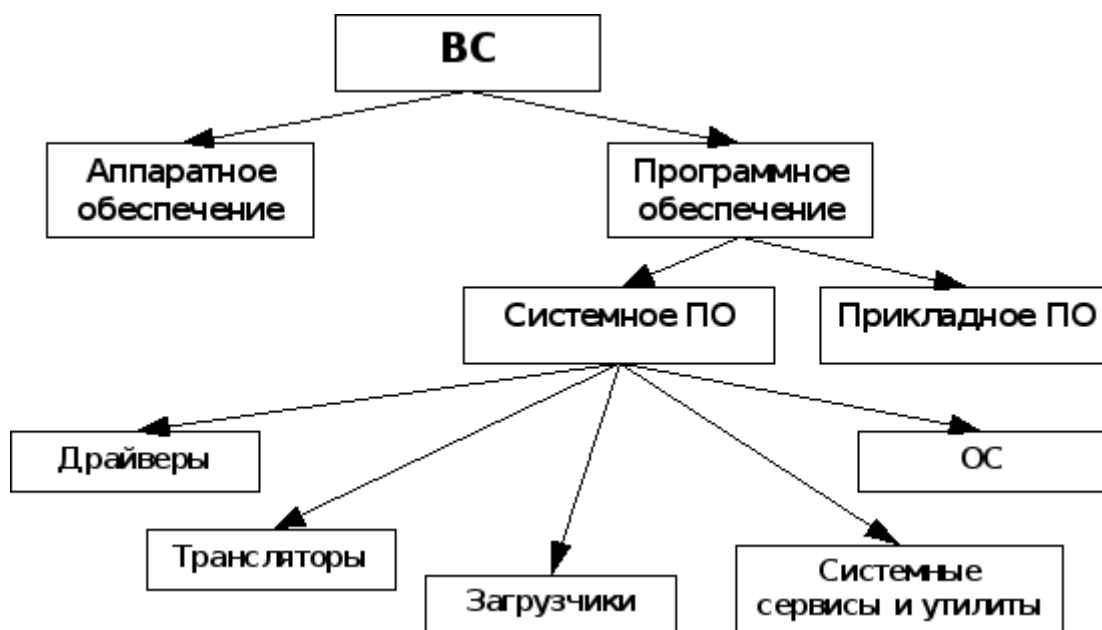 ВС
Аппаратное
обеспечение
Программное
обеспечение
Системное ПО
Прикладное ПО
Драйверы
ОС
Трансляторы
Загрузчики
Системные
сервисы и утилиты